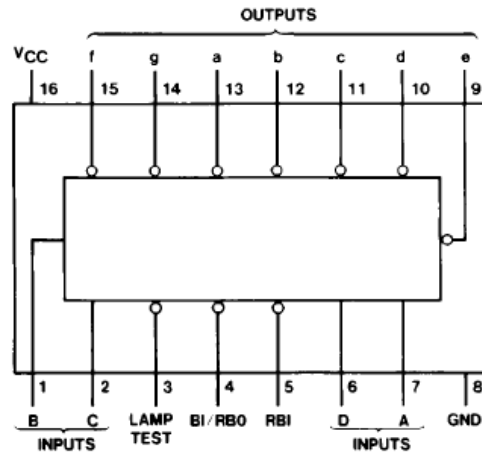 OUTPUTS
VCC f g a b c d e
16 15 14 13 12 11 10 9
1 2 3 4 5 6 7 8
B C LAMP TEST BI/RBO RBI D A GND
INPUTS INPUTS